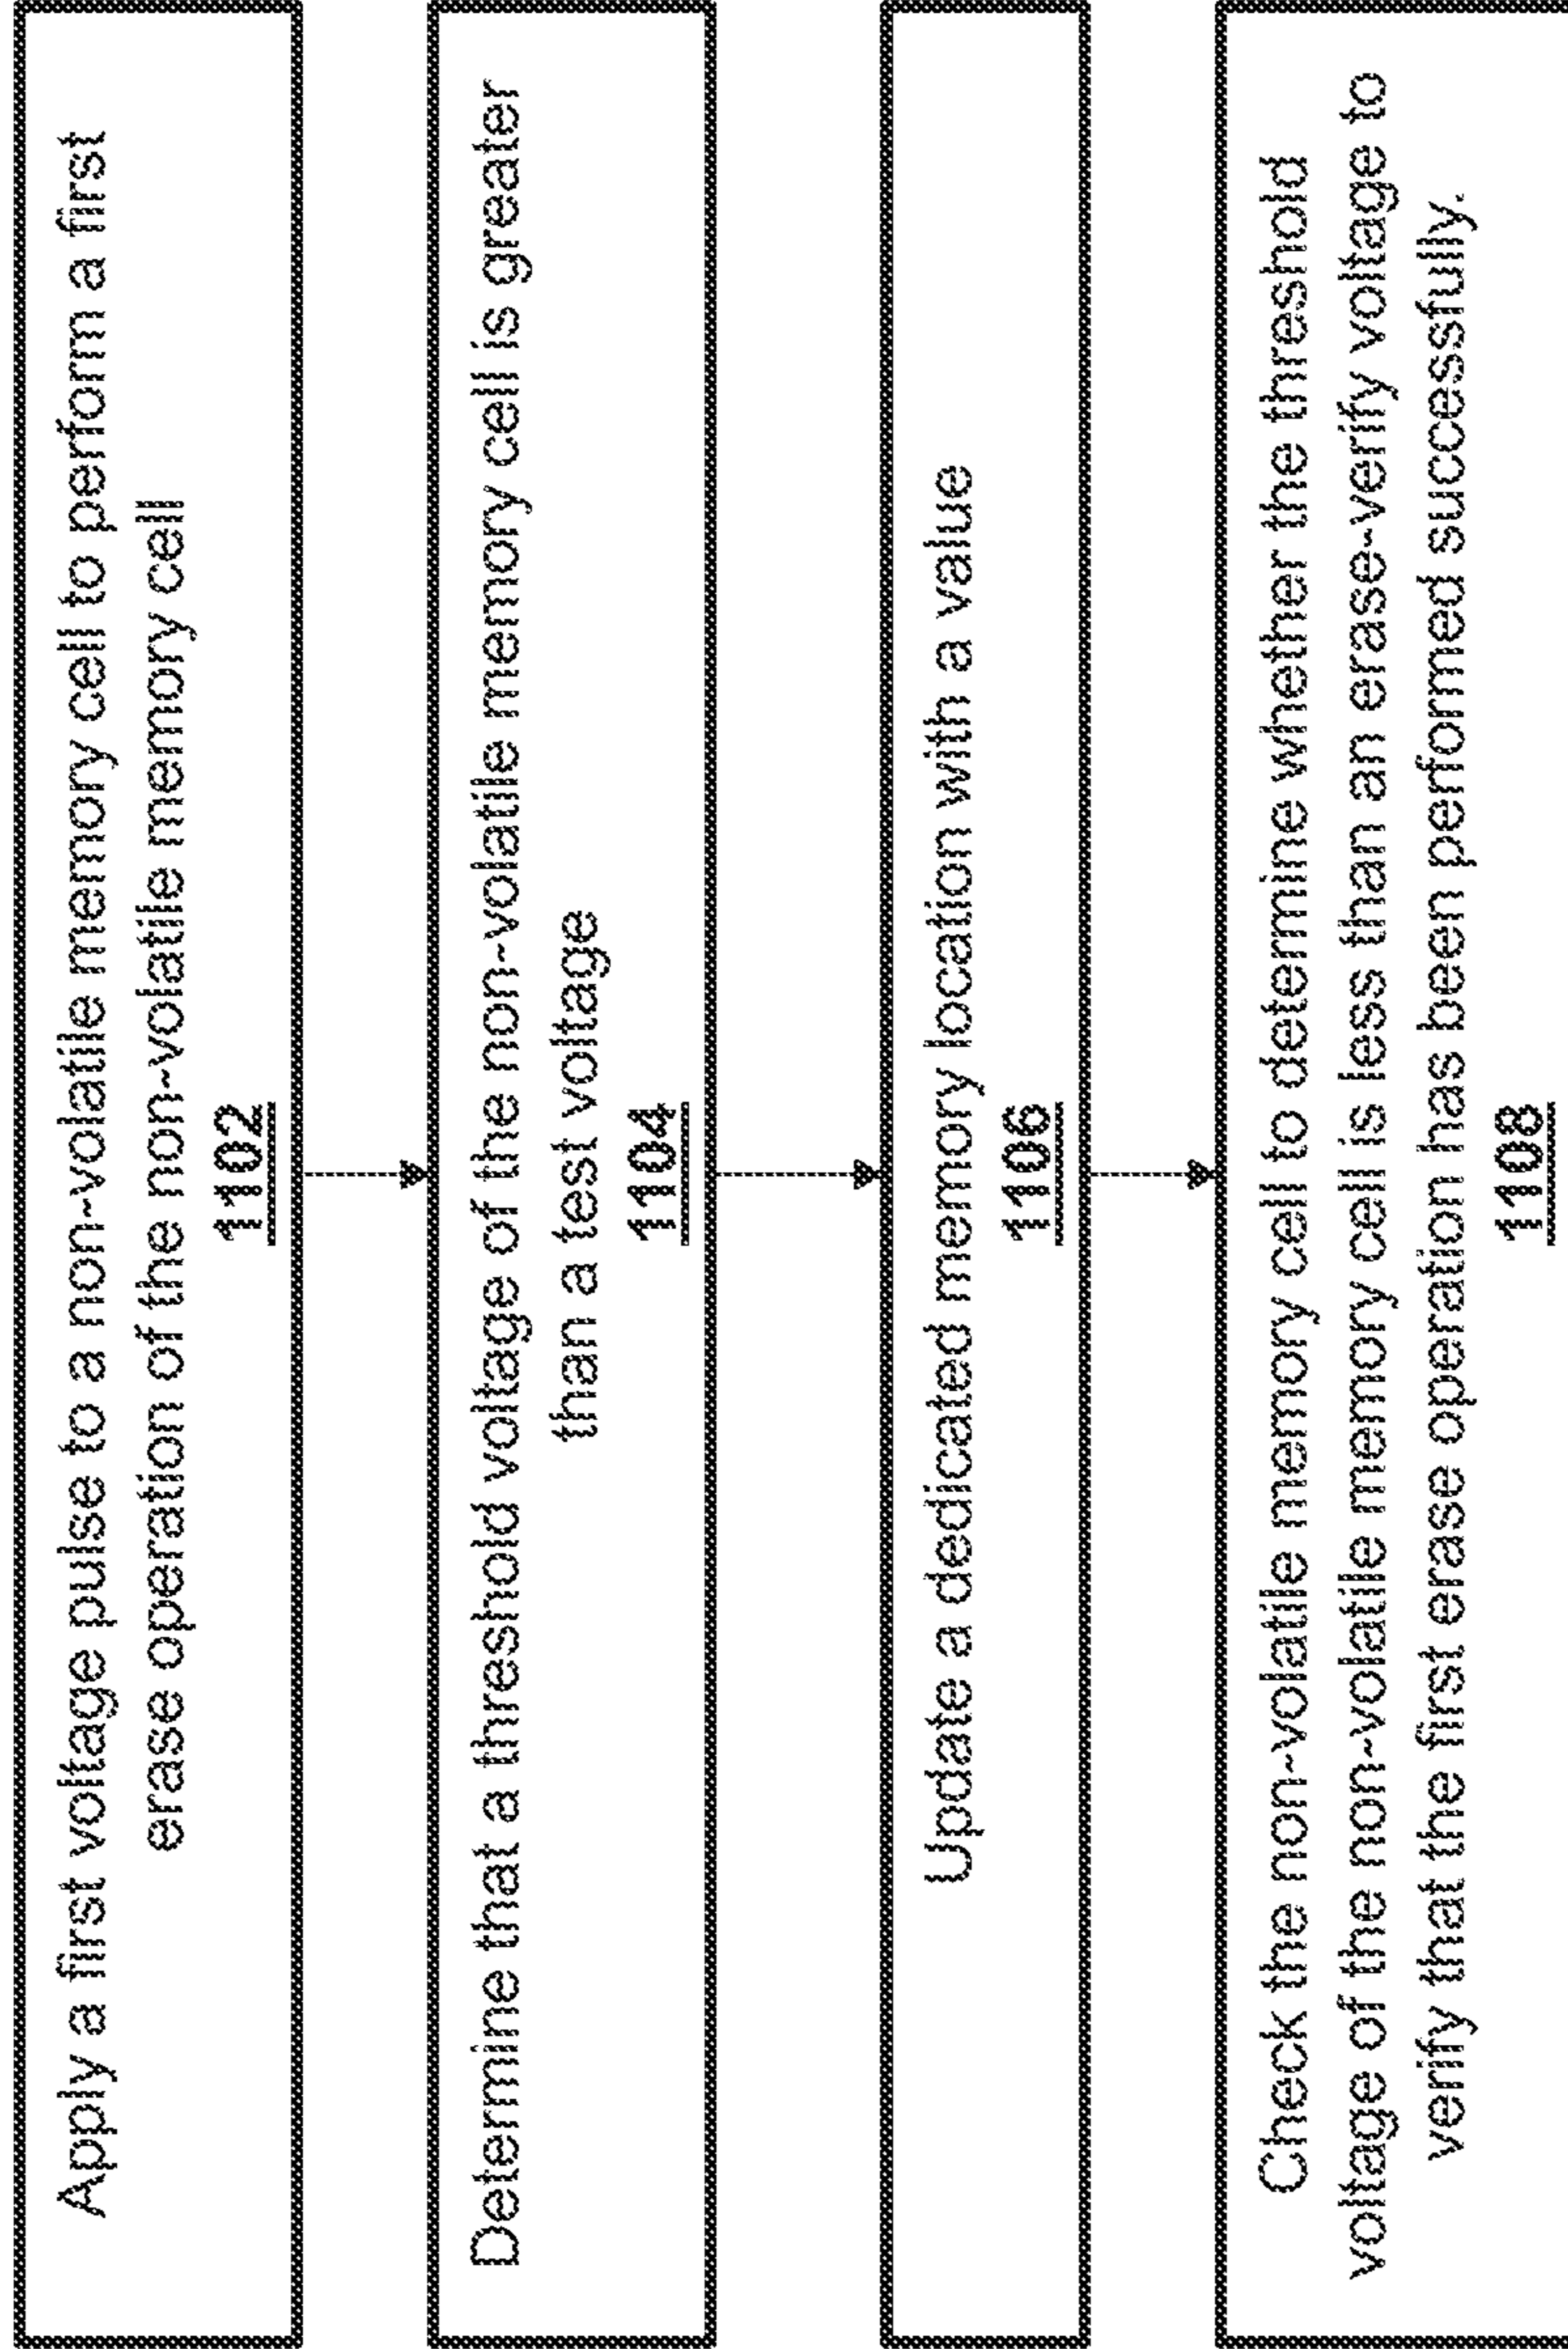 Apply a first voltage pulse to a non-volatile memory cell to perform a first
erase operation of the non-volatile memory cell
1102
Determine that a threshold voltage of the non-volatile memory cell is greater
than a test voltage
1104
Update a dedicated memory location with a value
1106
Check the non-volatile memory cell to determine whether the threshold
voltage of the non-volatile memory cell is less than an erase-verify voltage to
verify that the first erase operation has been performed successfully.
1108